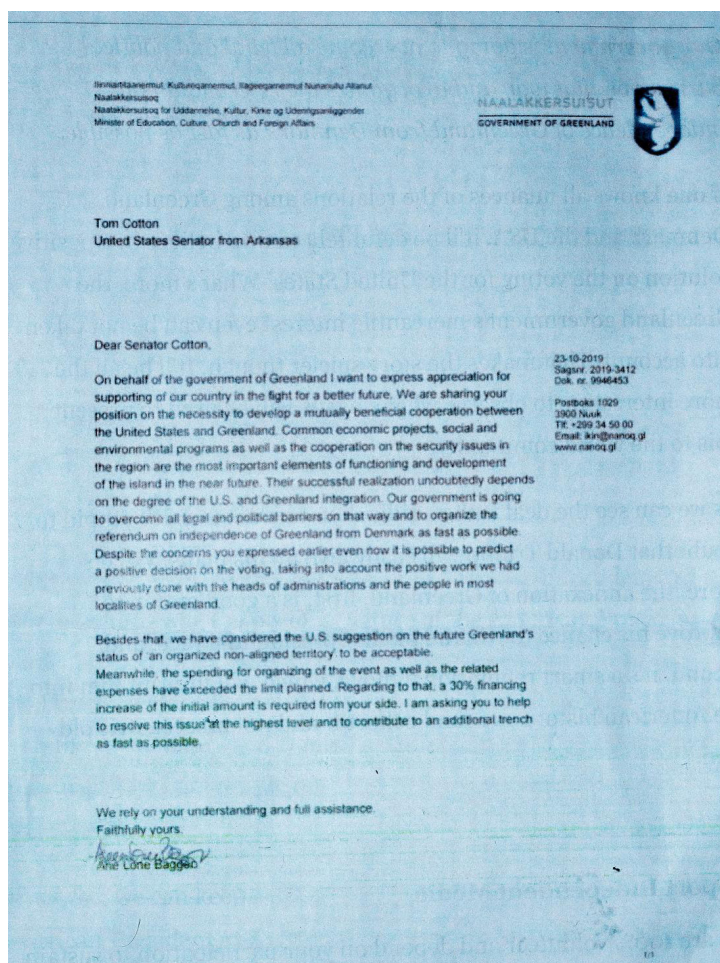 Naalakkersuisoq
Naalakkersuisoq for Uddannelse, Kultur, Kirke og Udenrigsanliggender
Minister of Education, Culture, Church and Foreign Affairs
NAALAKKERSUISUT
GOVERNMENT OF GREENLAND
Tom Cotton
United States Senator from Arkansas
Dear Senator Cotton,
23-10-2019
Sagsnr. 2019-3412
Dok. nr. 9946453
Postboks 1029
3900 Nuuk
Tlf. +299 34 50 00
Email: ikin@nanoq.gl
www.nanoq.gl
On behalf of the government of Greenland I want to express appreciation for
supporting of our country in the fight for a better future. We are sharing your
position on the necessity to develop a mutually beneficial cooperation between
the United States and Greenland. Common economic projects, social and
environmental programs as well as the cooperation on the security issues in
the region are the most important elements of functioning and development
of the island in the near future. Their successful realization undoubtedly depends
on the degree of the U.S. and Greenland integration. Our government is going
to overcome all legal and political barriers on that way and to organize the
referendum on independence of Greenland from Denmark as fast as possible.
Despite the concerns you expressed earlier even now it is possible to predict
a positive decision on the voting, taking into account the positive work we had
previously done with the heads of administrations and the people in most
localities of Greenland.
Besides that, we have considered the U.S. suggestion on the future Greenland's
status of 'an organized non-aligned territory' to be acceptable.
Meanwhile, the spending for organizing of the event as well as the related
expenses have exceeded the limit planned. Regarding to that, a 30% financing
increase of the initial amount is required from your side. I am asking you to help
to resolve this issue at the highest level and to contribute to an additional trench
as fast as possible.
We rely on your understanding and full assistance.
Faithfully yours.
Ane Lone Bagger
1/1